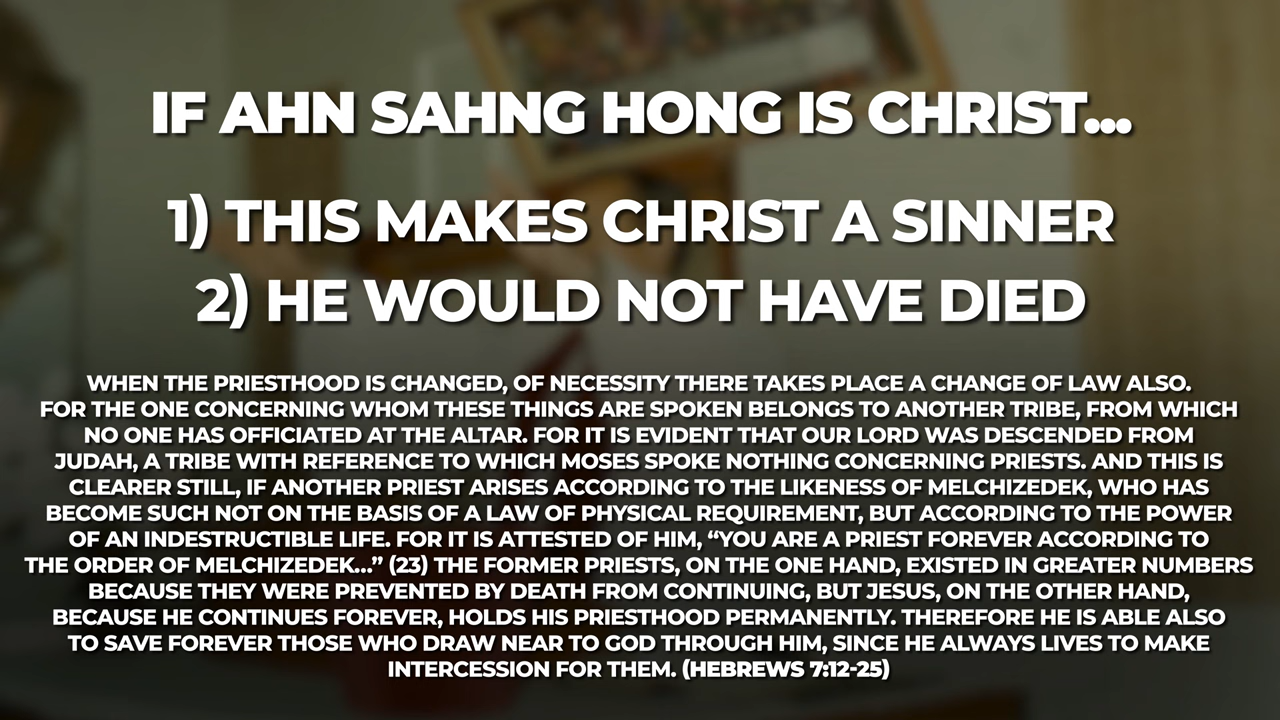 IF AHN SAHNG HONG IS CHRIST...
1) THIS MAKES CHRIST A SINNER
2) HE WOULD NOT HAVE DIED
WHEN THE PRIESTHOOD IS CHANGED, OF NECESSITY THERE TAKES PLACE A CHANGE OF LAW ALSO.
FOR THE ONE CONCERNING WHOM THESE THINGS ARE SPOKEN BELONGS TO ANOTHER TRIBE, FROM WHICH
NO ONE HAS OFFICIATED AT THE ALTAR. FOR IT IS EVIDENT THAT OUR LORD WAS DESCENDED FROM
JUDAH, A TRIBE WITH REFERENCE TO WHICH MOSES SPOKE NOTHING CONCERNING PRIESTS. AND THIS IS
CLEARER STILL, IF ANOTHER PRIEST ARISES ACCORDING TO THE LIKENESS OF MELCHIZEDEK, WHO HAS
BECOME SUCH NOT ON THE BASIS OF A LAW OF PHYSICAL REQUIREMENT, BUT ACCORDING TO THE POWER
OF AN INDESTRUCTIBLE LIFE. FOR IT IS ATTESTED OF HIM, “YOU ARE A PRIEST FOREVER ACCORDING TO
THE ORDER OF MELCHIZEDEK...” (23) THE FORMER PRIESTS, ON THE ONE HAND, EXISTED IN GREATER NUMBERS
BECAUSE THEY WERE PREVENTED BY DEATH FROM CONTINUING, BUT JESUS, ON THE OTHER HAND,
BECAUSE HE CONTINUES FOREVER, HOLDS HIS PRIESTHOOD PERMANENTLY. THEREFORE HE IS ABLE ALSO
TO SAVE FOREVER THOSE WHO DRAW NEAR TO GOD THROUGH HIM, SINCE HE ALWAYS LIVES TO MAKE
INTERCESSION FOR THEM. (HEBREWS 7:12-25)